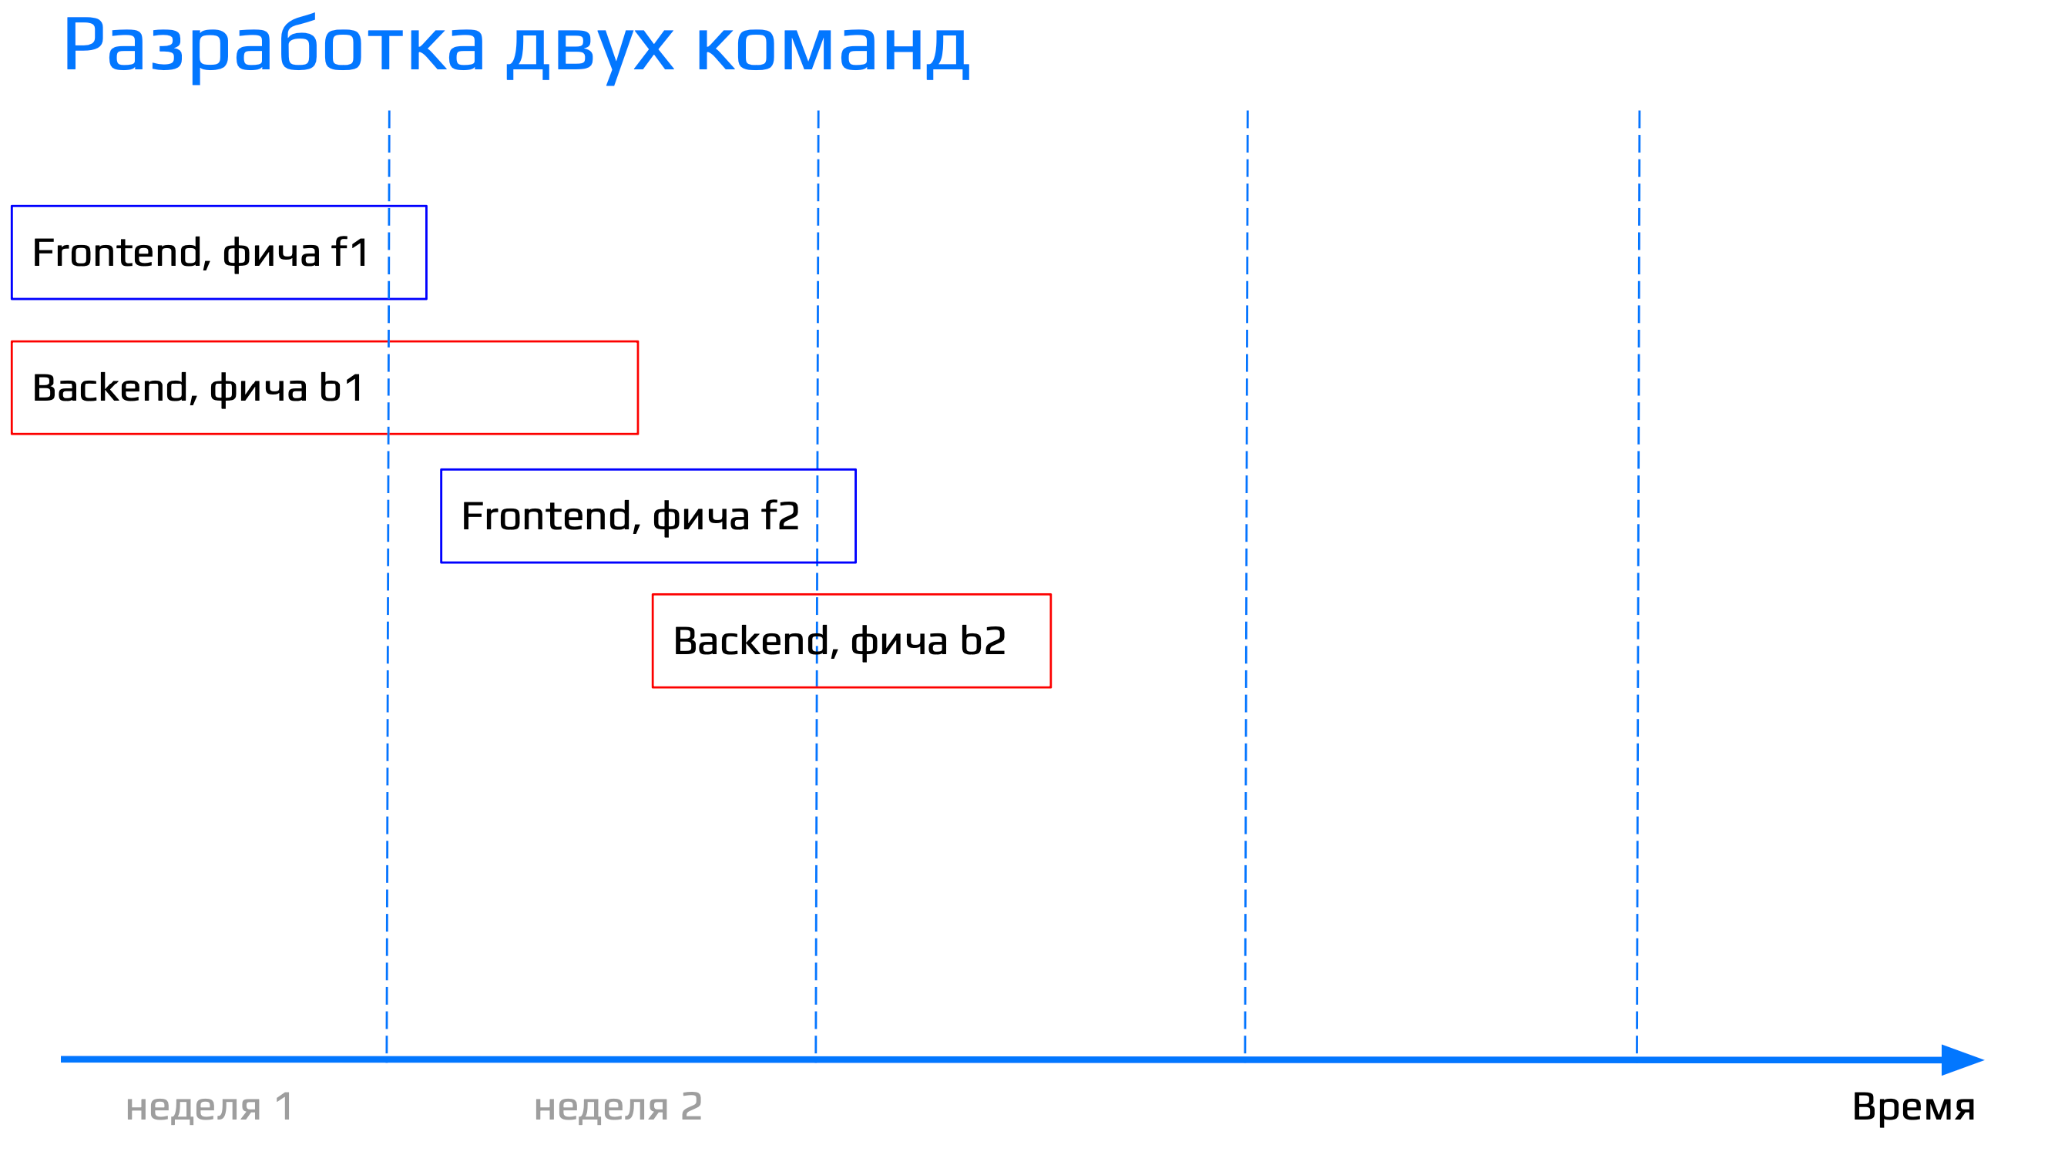 Разработка двух команд
Frontend, фича f1
Backend, фича b1
Frontend, фича f2
Backend, фича b2
неделя 1
неделя 2
Время